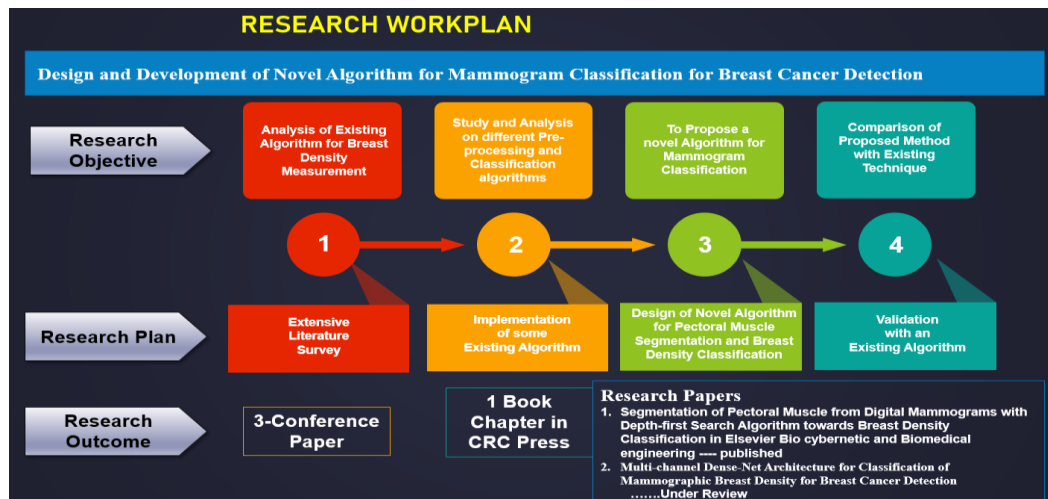 RESEARCH WORKPLAN
Design and Development of Novel Algorithm for Mammogram Classification for Breast Cancer Detection
Research
Objective
Analysis of Existing
Algorithm for Breast
Density
Measurement
Study and Analysis
on different Pre-
processing and
Classification
algorithms
To Propose a
novel Algorithm for
Mammogram
Classification
Comparison of
Proposed Method
with Existing
Technique
1
2
3
4
Research Plan
Extensive
Literature
Survey
Implementation
of some
Existing Algorithm
Design of Novel Algorithm
for Pectoral Muscle
Segmentation and Breast
Density Classification
Validation
with an
Existing Algorithm
Research
Outcome
3-Conference
Paper
1 Book
Chapter in
CRC Press
Research Papers
1. Segmentation of Pectoral Muscle from Digital Mammograms with
Depth-first Search Algorithm towards Breast Density
Classification in Elsevier Bio cybernetic and Biomedical
engineering ---- published
2. Multi-channel Dense-Net Architecture for Classification of
Mammographic Breast Density for Breast Cancer Detection
.......Under Review